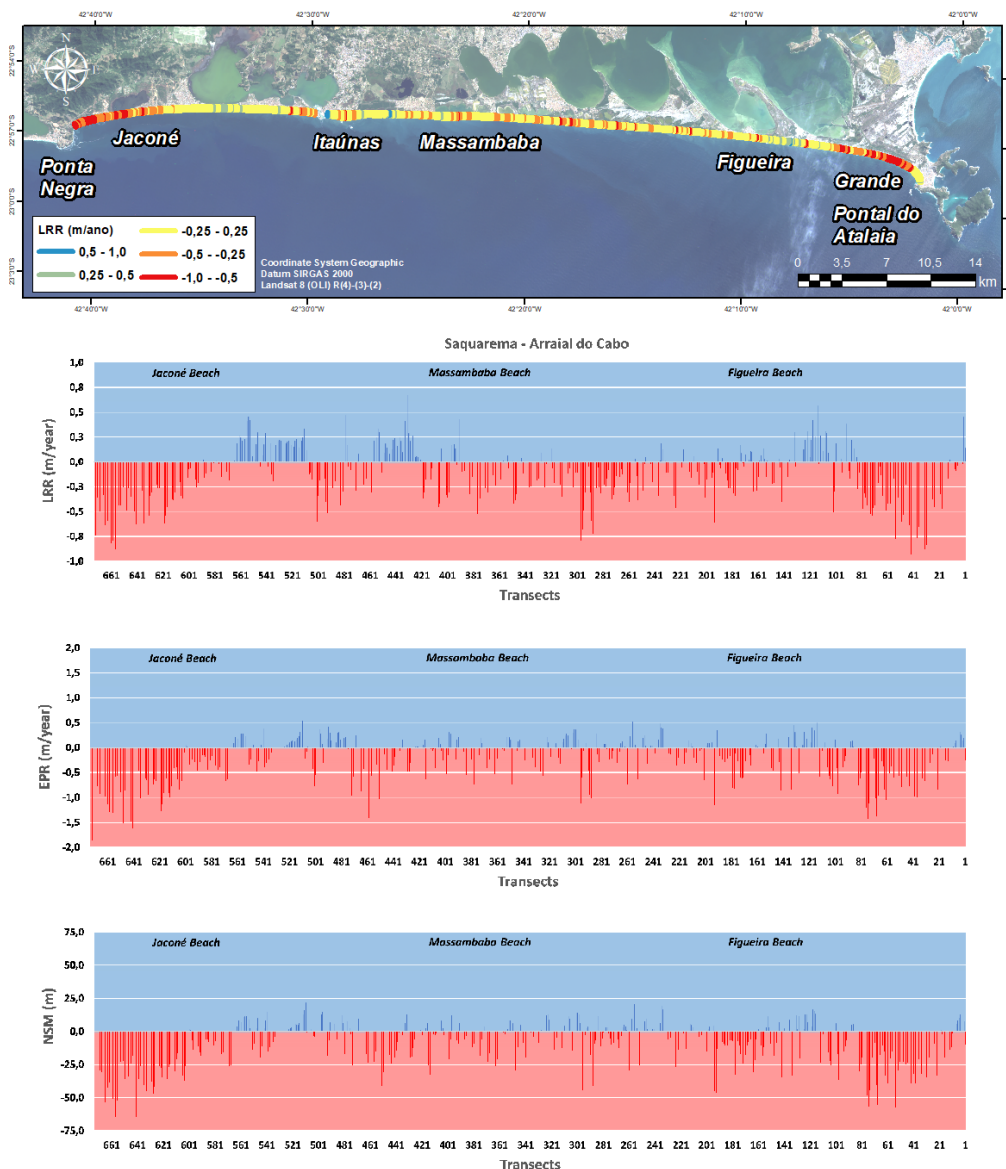 42°40'0"W 42°30'0"W 42°20'0"W 42°10'0"W 42°0'0"W
22°54'0"S
N
W
S
22°57'0"S
23°0'0"S
Jaconé
Itaúnas
Massambaba
Figueira
Ponta
Negra
Grande
Pontal do
Atalaia
LRR (m/ano)
0,5 - 1,0
0,25 - 0,5
-0,25 - 0,25
-0,5 - -0,25
-1,0 - -0,5
Coordinate System Geographic
Datum SIRGAS 2000
Landsat 8 (OLI) R(4)-(3)-(2)
0 3,5 7 10,5 14
km
42°40'0"W 42°30'0"W 42°20'0"W 42°10'0"W 42°0'0"W
Saquarema - Arraial do Cabo
Jaconé Beach Massambaba Beach Figueira Beach
LRR (m/year)
1,0
0,8
0,5
0,3
0,0
-0,3
-0,5
-0,8
-1,0
661 641 621 601 581 561 541 521 501 481 461 441 421 401 381 361 341 321 301 281 261 241 221 201 181 161 141 121 101 81 61 41 21 1
Transects
Jaconé Beach Massambaba Beach Figueira Beach
EPR (m/year)
2,0
1,5
1,0
0,5
0,0
-0,5
-1,0
-1,5
-2,0
661 641 621 601 581 561 541 521 501 481 461 441 421 401 381 361 341 321 301 281 261 241 221 201 181 161 141 121 101 81 61 41 21 1
Transects
Jaconé Beach Massambaba Beach Figueira Beach
NSM (m)
75,0
50,0
25,0
0,0
-25,0
-50,0
-75,0
661 641 621 601 581 561 541 521 501 481 461 441 421 401 381 361 341 321 301 281 261 241 221 201 181 161 141 121 101 81 61 41 21 1
Transects